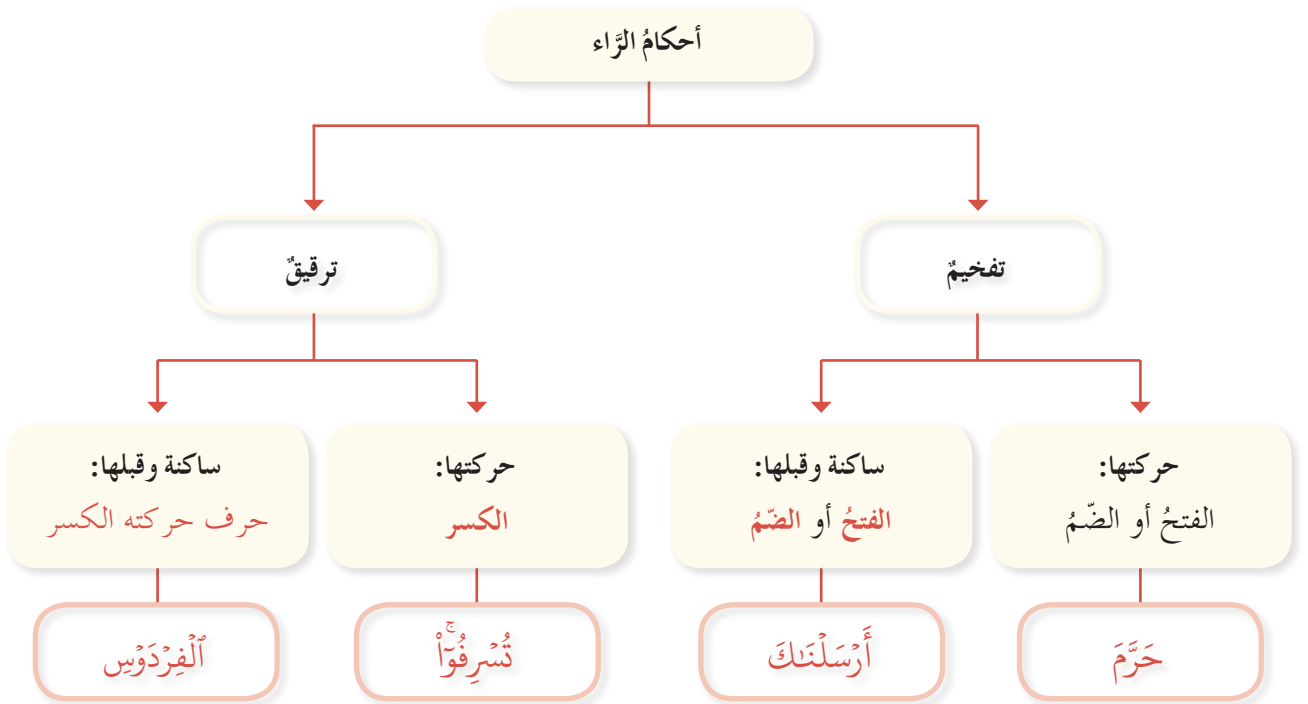 أحكامُ الرَّاء
تفخيمٌ
ترقيقٌ
حركتها:
الفتحُ أو الضّمُ
ساكنة وقبلها:
الفتحُ أو الضّمُ
حركتها:
الكسر
ساكنة وقبلها:
حرف حركته الكسر
حَرَّمَ
أَرۡسَلۡنَٰكَ
تُسۡرِفُوٓاْۚ
ٱلۡفِرۡدَوۡسِ